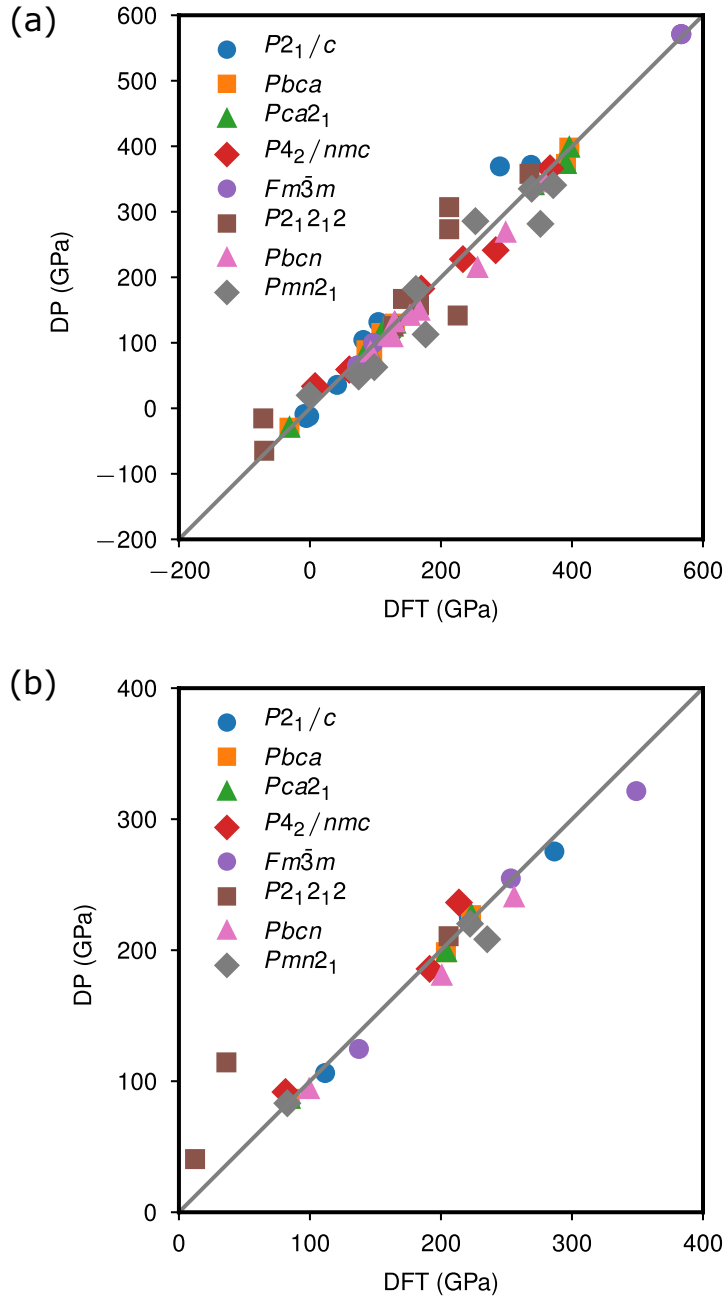 (a)
600
500
400
300
200
100
0
−100
−200
DP (GPa)
P2₁/c
Pbca
Pca2₁
P4₂/nmc
Fm3̄m
P2₁2₁2
Pbcn
Pmn2₁
−200 0 200 400 600
DFT (GPa)
(b)
400
300
200
100
0
DP (GPa)
P2₁/c
Pbca
Pca2₁
P4₂/nmc
Fm3̄m
P2₁2₁2
Pbcn
Pmn2₁
0 100 200 300 400
DFT (GPa)